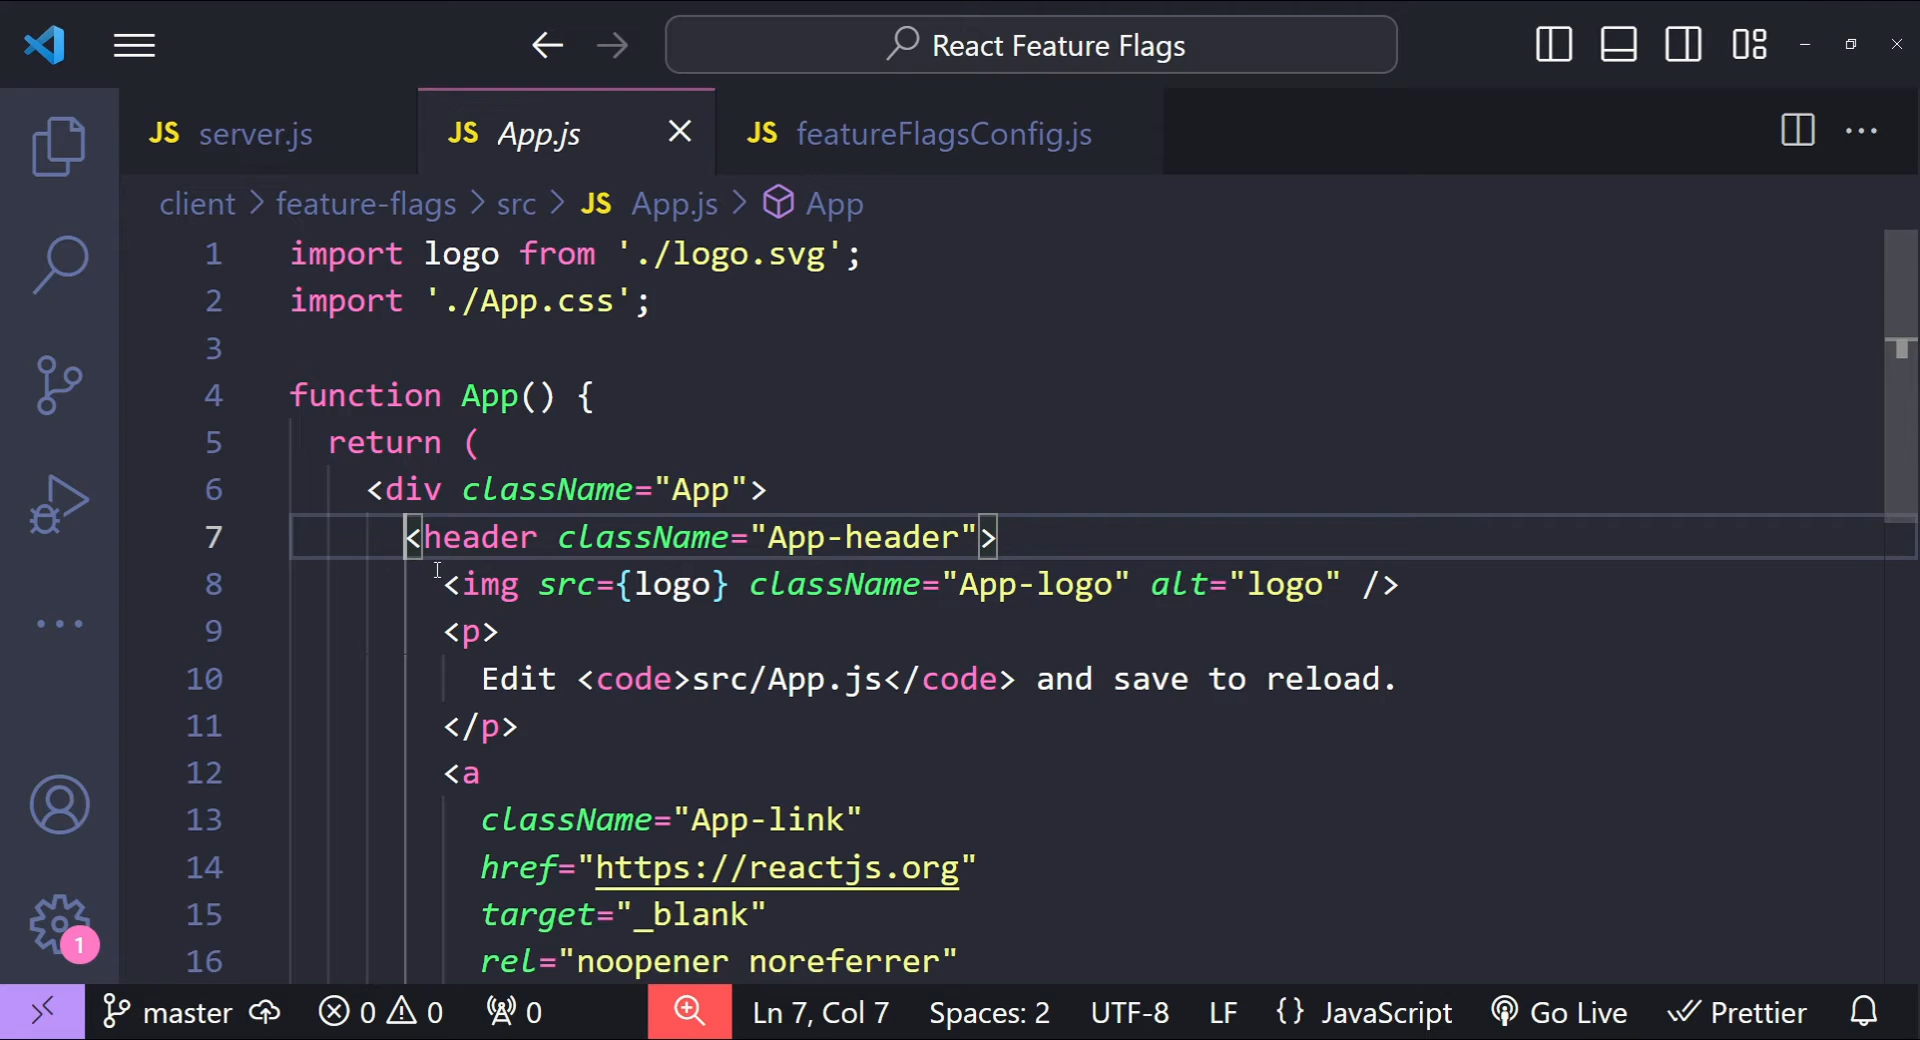 React Feature Flags
JS server.js
JS App.js
JS featureFlagsConfig.js
client > feature-flags > src > JS App.js > App
1 import logo from './logo.svg';
2 import './App.css';
3
4 function App() {
5 return (
6 <div className="App">
7 <header className="App-header">
8 <img src={logo} className="App-logo" alt="logo" />
9 <p>
10 Edit <code>src/App.js</code> and save to reload.
11 </p>
12 <a
13 className="App-link"
14 href="https://reactjs.org"
15 target="_blank"
16 rel="noopener noreferrer"
1
master 0 0 0 Ln 7, Col 7 Spaces: 2 UTF-8 LF {} JavaScript Go Live Prettier